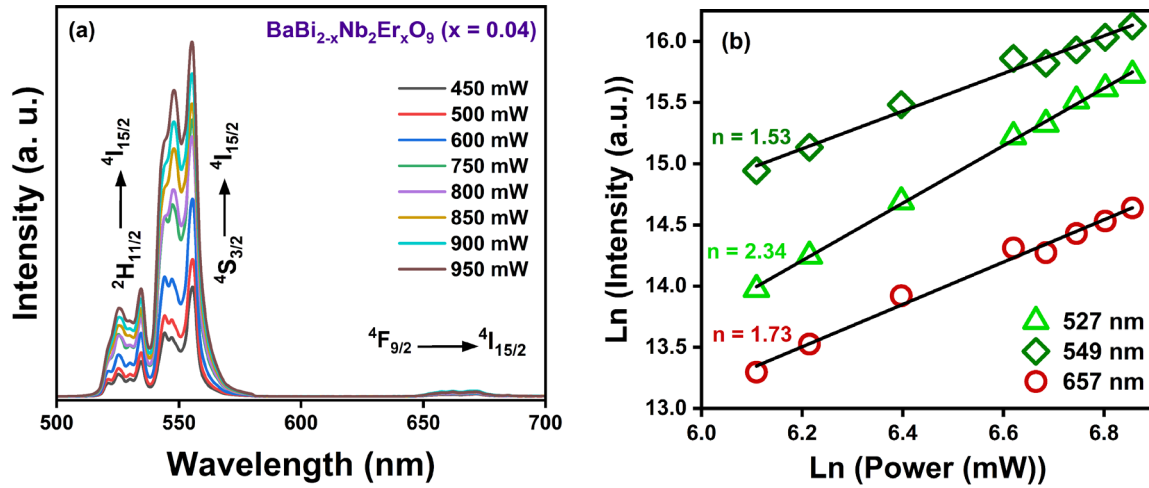 (a)
BaBi₂₋ₓNb₂ErₓO₉ (x = 0.04)
450 mW
500 mW
600 mW
750 mW
800 mW
850 mW
900 mW
950 mW
²H₁₁/₂ → ⁴I₁₅/₂
⁴S₃/₂ → ⁴I₁₅/₂
⁴F₉/₂ → ⁴I₁₅/₂
Intensity (a. u.)
500 550 600 650 700
Wavelength (nm)
(b)
16.0
15.5
15.0
14.5
14.0
13.5
13.0
n = 1.53
n = 2.34
n = 1.73
527 nm
549 nm
657 nm
Ln (Intensity (a.u.))
6.0 6.2 6.4 6.6 6.8
Ln (Power (mW))